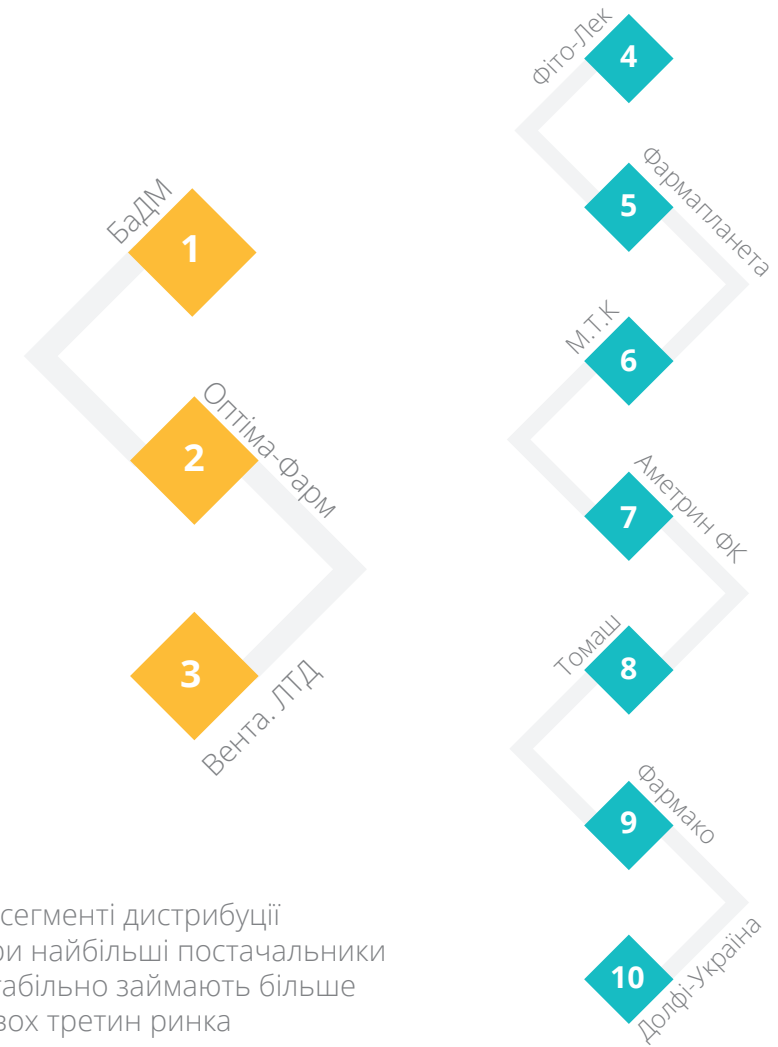 БаДМ
1
Оптіма-Фарм
2
Вента. ЛТД
3
Фіто-Лек
4
Фармапланета
5
М.Т.К
6
Аметрин ФК
7
Томаш
8
Фармако
9
Долфі-Україна
10
сегменті дистрибуції
ри найбільші постачальники
табільно займають більше
вох третин ринка